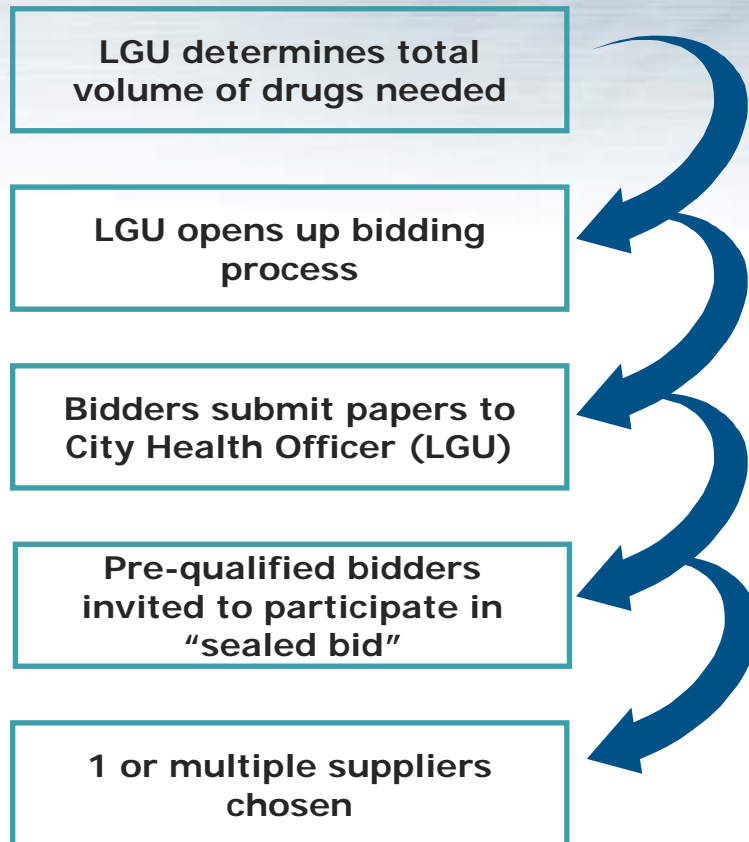 LGU determines total
volume of drugs needed
LGU opens up bidding
process
Bidders submit papers to
City Health Officer (LGU)
Pre-qualified bidders
invited to participate in
“sealed bid”
1 or multiple suppliers
chosen